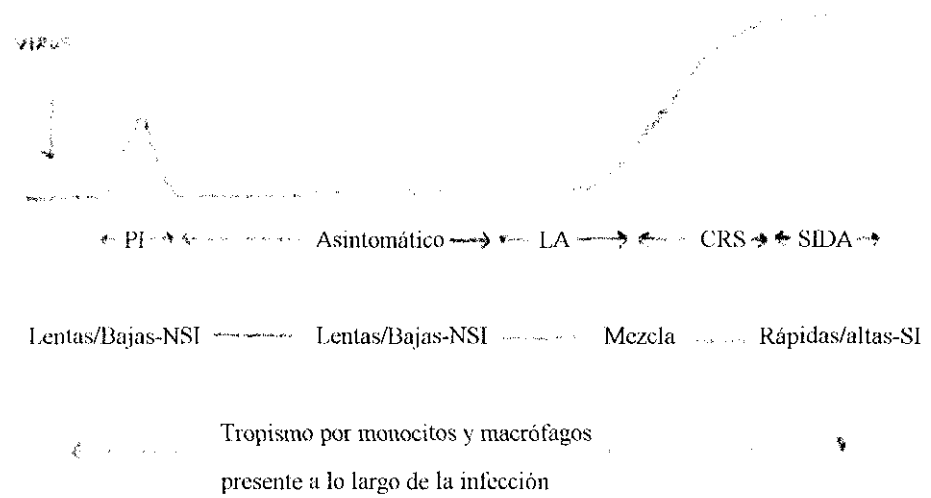 VIRUS
PI Asintomático LA CRS SIDA
Lentas/Bajas-NSI Lentas/Bajas-NSI Mezcla Rápidas/altas-SI
Tropismo por monocitos y macrófagos
presente a lo largo de la infección